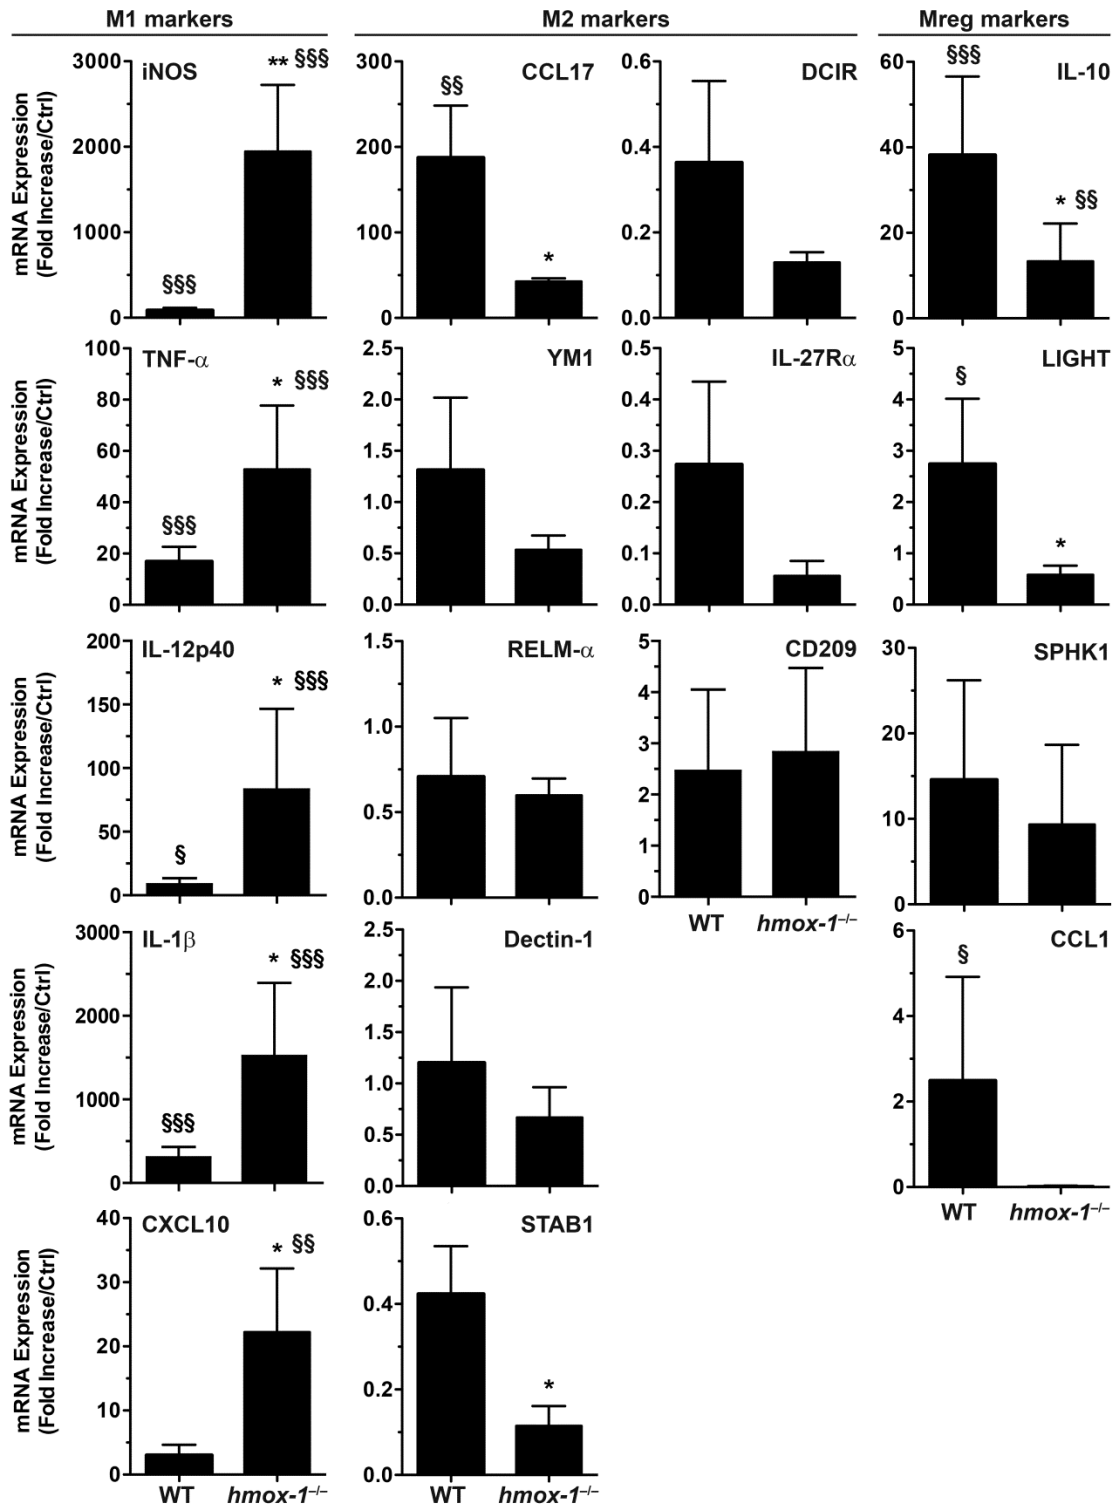 M1 markers
M2 markers
Mreg markers
mRNA Expression
(Fold Increase/Ctrl)
3000
2000
1000
0
iNOS
§§§
** §§§
300
200
100
0
CCL17
§§
*
0.6
0.4
0.2
0.0
DCIR
60
40
20
0
IL-10
§§§
* §§
mRNA Expression
(Fold Increase/Ctrl)
100
80
60
40
20
0
TNF-α
§§§
* §§§
2.5
2.0
1.5
1.0
0.5
0.0
YM1
0.5
0.4
0.3
0.2
0.1
0.0
IL-27Rα
5
4
3
2
1
0
LIGHT
§
*
mRNA Expression
(Fold Increase/Ctrl)
200
150
100
50
0
IL-12p40
§
* §§§
1.5
1.0
0.5
0.0
RELM-α
5
4
3
2
1
0
CD209
WT
hmox-1⁻/⁻
30
20
10
0
SPHK1
mRNA Expression
(Fold Increase/Ctrl)
3000
2000
1000
0
IL-1β
§§§
* §§§
2.5
2.0
1.5
1.0
0.5
0.0
Dectin-1
6
4
2
0
CCL1
§
WT
hmox-1⁻/⁻
mRNA Expression
(Fold Increase/Ctrl)
40
30
20
10
0
CXCL10
* §§
WT
hmox-1⁻/⁻
0.6
0.4
0.2
0.0
STAB1
*
WT
hmox-1⁻/⁻